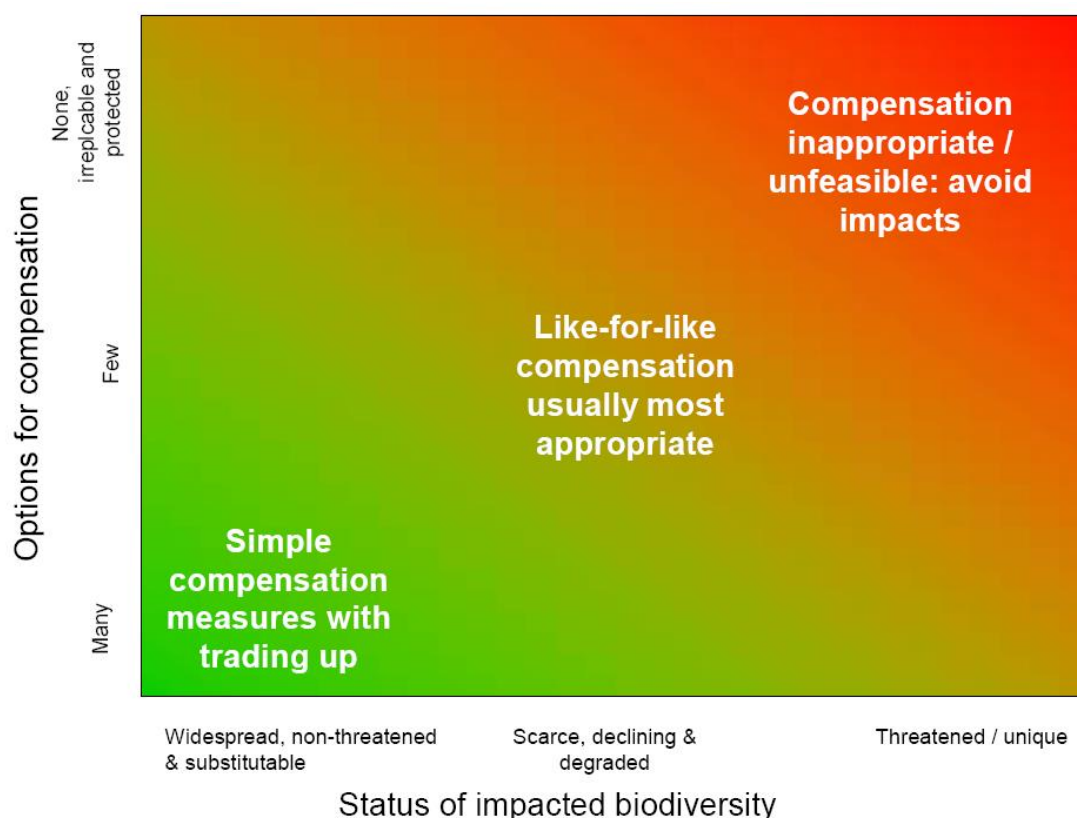 None,
irreplcable and
protected
Few
Many
Options for compensation
Compensation
inappropriate /
unfeasible: avoid
impacts
Like-for-like
compensation
usually most
appropriate
Simple
compensation
measures with
trading up
Widespread, non-threatened
& substitutable
Scarce, declining &
degraded
Threatened / unique
Status of impacted biodiversity